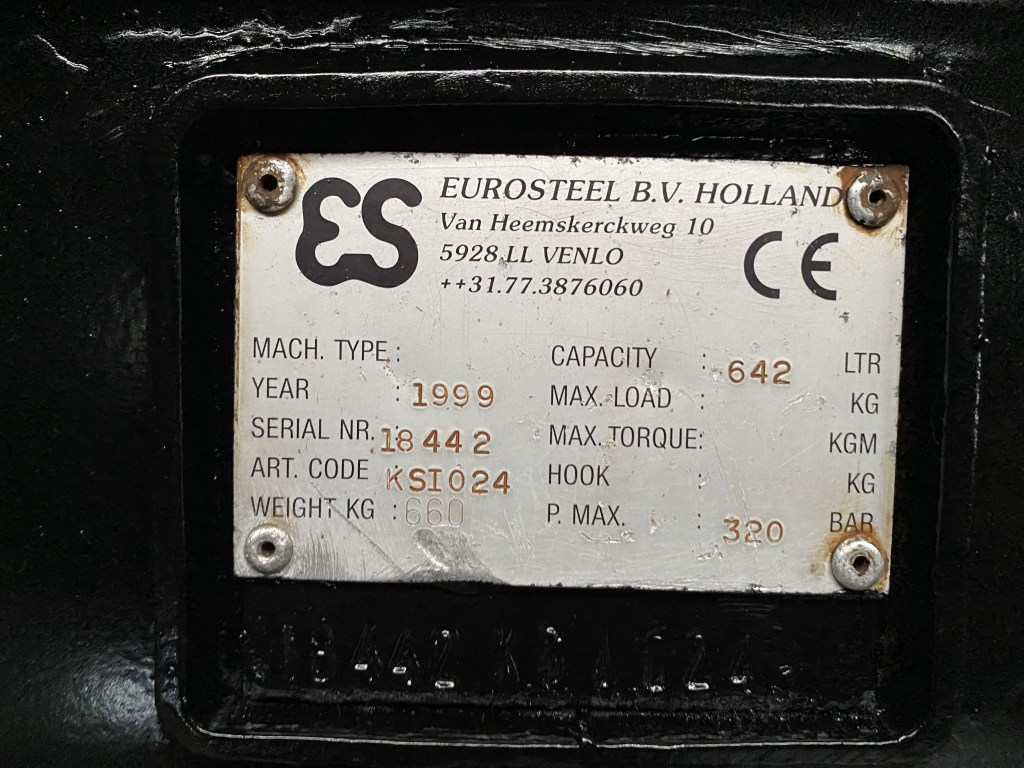 ES
EUROSTEEL B.V. HOLLAND
Van Heemskerckweg 10
5928 LL VENLO
++31.77.3876060
CE
MACH. TYPE :
YEAR : 1999
SERIAL NR. : 18442
ART. CODE KSI024
WEIGHT KG : 660
CAPACITY : 642 LTR
MAX. LOAD : KG
MAX. TORQUE: KGM
HOOK : KG
P. MAX. : 320 BAR
18442